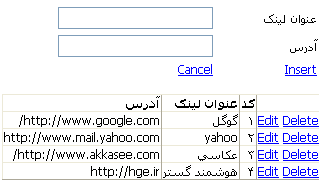 عنوان لینک
آدرس
Insert Cancel
کد عنوان لینک آدرس
Edit Delete ۱ گوگل http://www.google.com/
Edit Delete ۲ yahoo http://www.mail.yahoo.com
Edit Delete ۳ عکاسي http://www.akkasee.com/
Edit Delete ۴ هوشمند گستر http://hge.ir